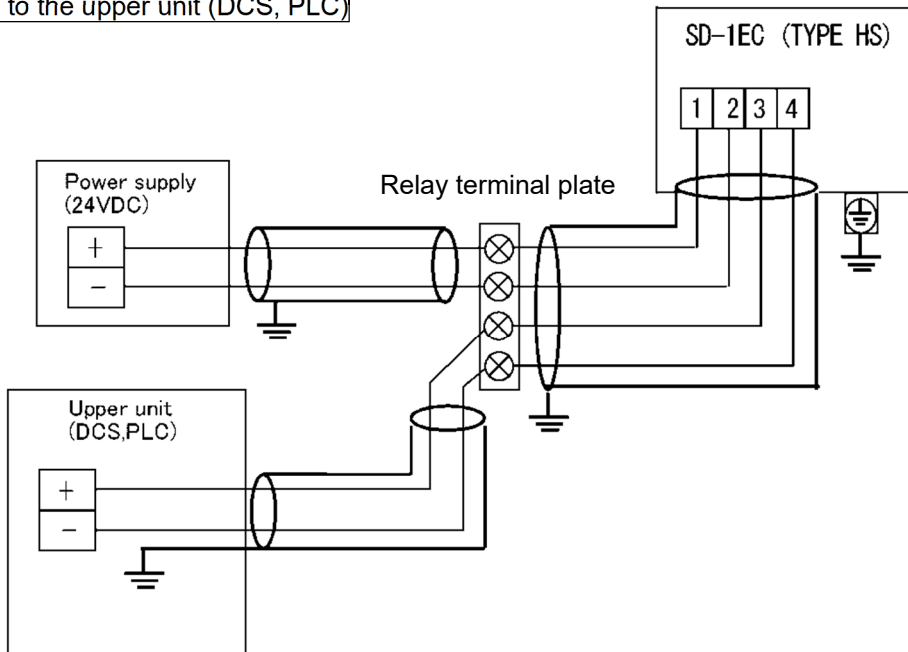 to the upper unit (DCS, PLC)
SD-1EC (TYPE HS)
1 2 3 4
Power supply
(24VDC)
+
−
Relay terminal plate
Upper unit
(DCS,PLC)
+
−